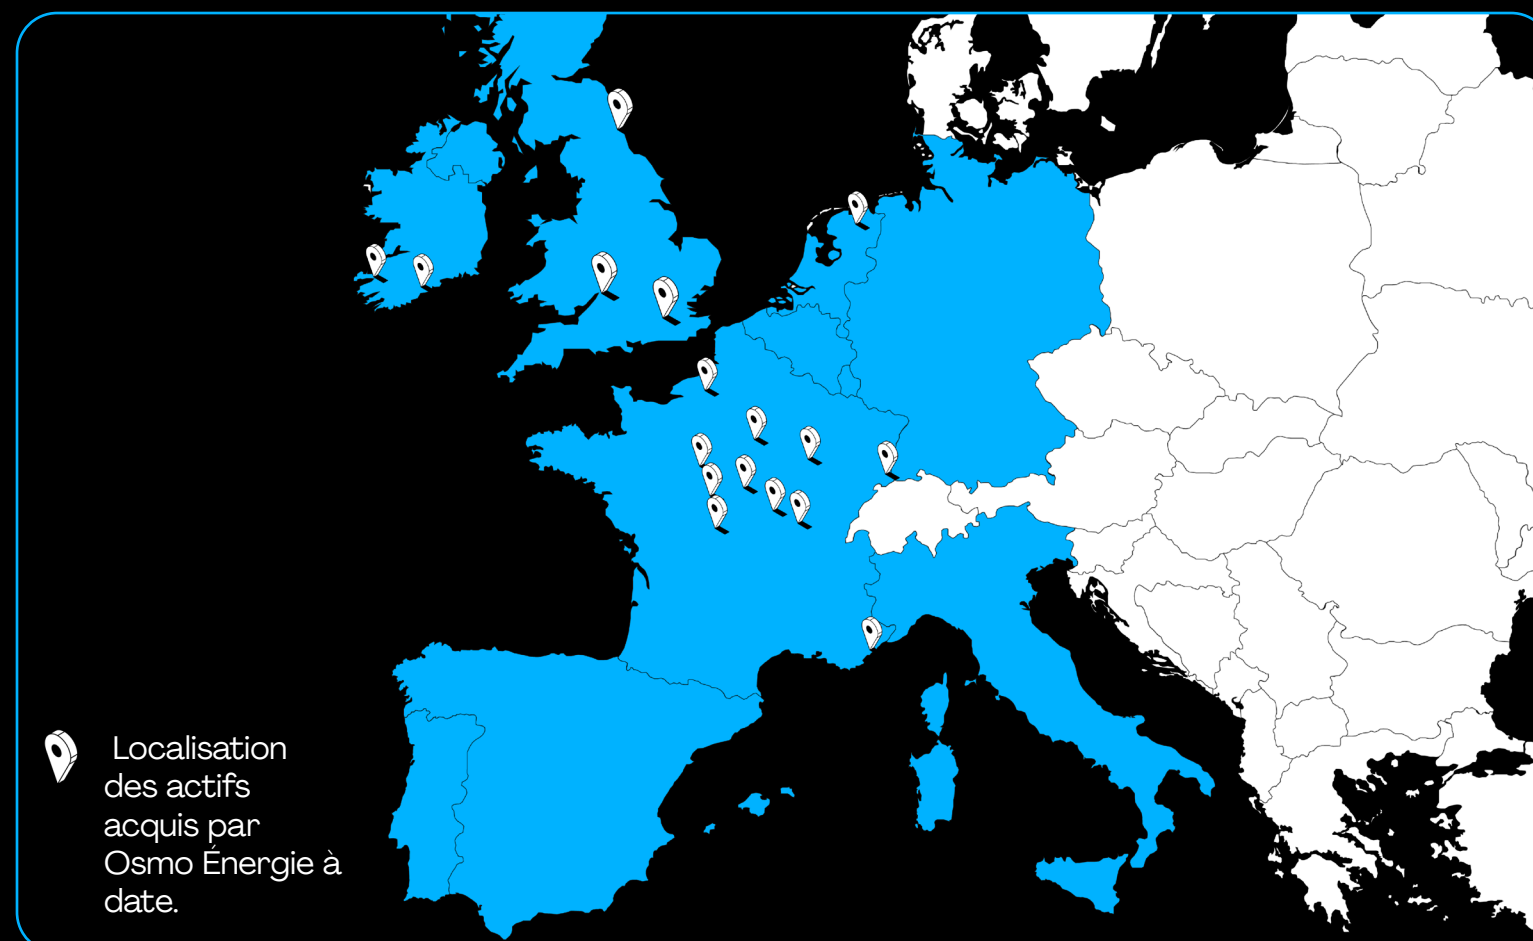 Localisation
des actifs
acquis par
Osmo Énergie à
date.